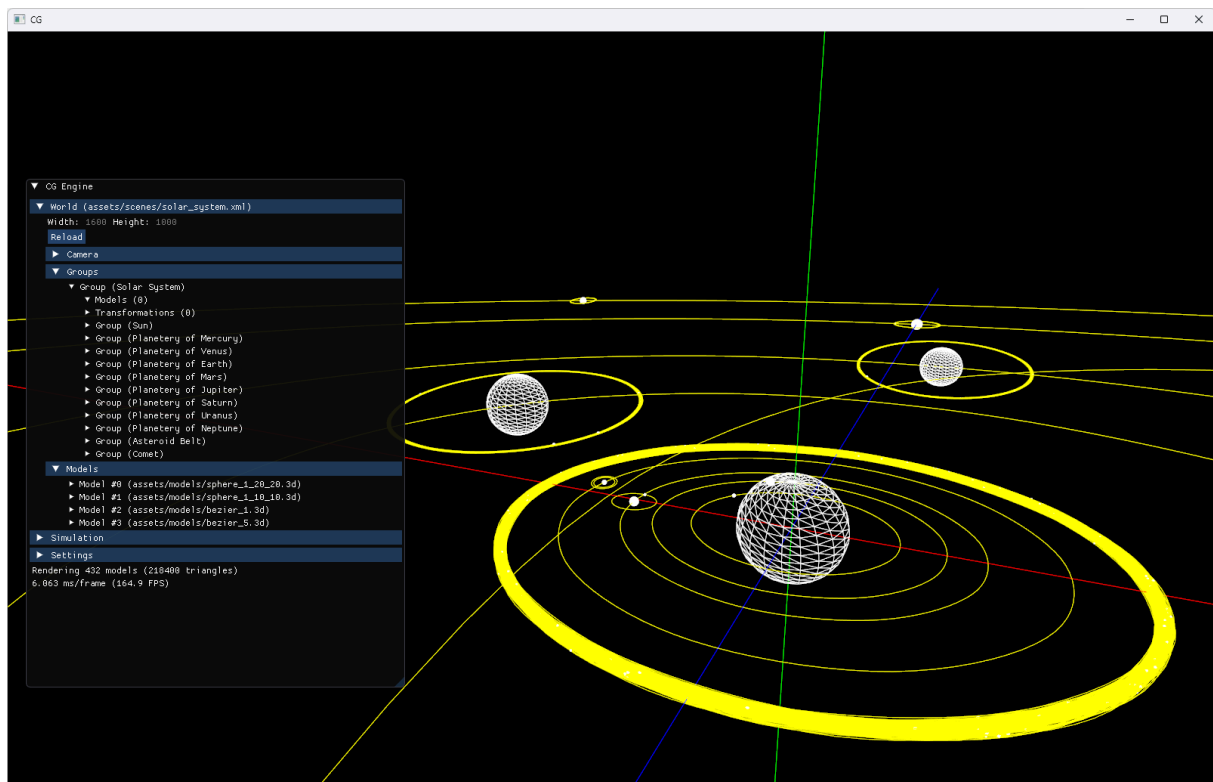 CG
CG Engine
World (assets/scenes/solar_system.xml)
Width: 1600 Height: 1000
Reload
Camera
Groups
Group (Solar System)
Models (0)
Transformations (0)
Group (Sun)
Group (Planetery of Mercury)
Group (Planetery of Venus)
Group (Planetery of Earth)
Group (Planetery of Mars)
Group (Planetery of Jupiter)
Group (Planetery of Saturn)
Group (Planetery of Uranus)
Group (Planetery of Neptune)
Group (Asteroid Belt)
Group (Comet)
Models
Model #0 (assets/models/sphere_1_20_20.3d)
Model #1 (assets/models/sphere_1_10_10.3d)
Model #2 (assets/models/bezier_1.3d)
Model #3 (assets/models/bezier_5.3d)
Simulation
Settings
Rendering 432 models (218400 triangles)
6.063 ms/frame (164.9 FPS)